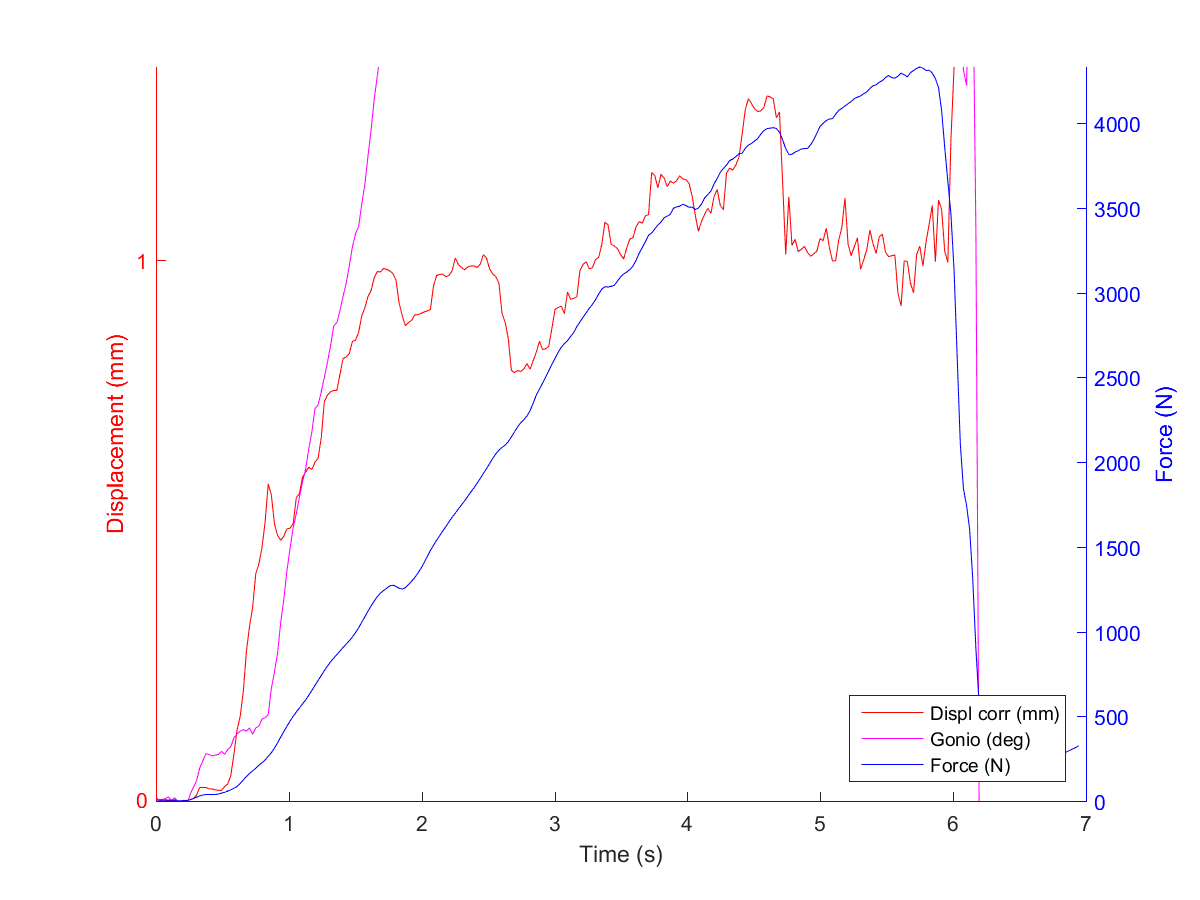 Displacement (mm)
1
0
4000
3500
3000
2500
2000
1500
1000
500
0
Force (N)
Displ corr (mm)
Gonio (deg)
Force (N)
0 1 2 3 4 5 6 7
Time (s)